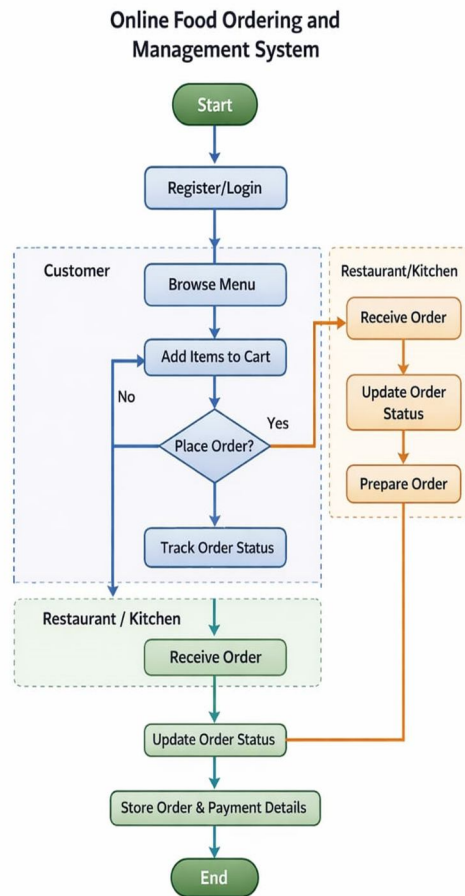 Online Food Ordering and
Management System
Start
Register/Login
Customer
Browse Menu
Add Items to Cart
No
Place Order?
Yes
Track Order Status
Restaurant/Kitchen
Receive Order
Update Order
Status
Prepare Order
Restaurant / Kitchen
Receive Order
Update Order Status
Store Order & Payment Details
End